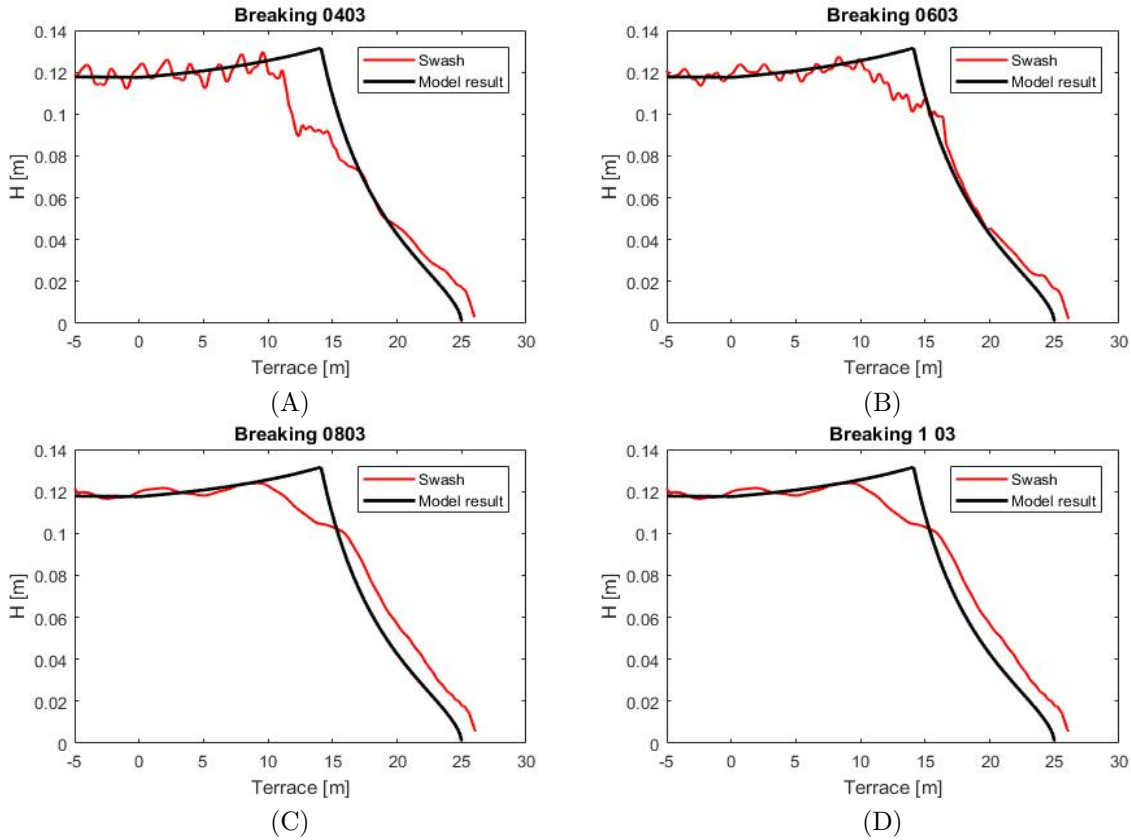 Breaking 0403
0.14
0.12
0.1
0.08
0.06
0.04
0.02
0
H [m]
Swash
Model result
-5 0 5 10 15 20 25 30
Terrace [m]
(A)
Breaking 0603
0.14
0.12
0.1
0.08
0.06
0.04
0.02
0
H [m]
Swash
Model result
-5 0 5 10 15 20 25 30
Terrace [m]
(B)
Breaking 0803
0.14
0.12
0.1
0.08
0.06
0.04
0.02
0
H [m]
Swash
Model result
-5 0 5 10 15 20 25 30
Terrace [m]
(C)
Breaking 1 03
0.14
0.12
0.1
0.08
0.06
0.04
0.02
0
H [m]
Swash
Model result
-5 0 5 10 15 20 25 30
Terrace [m]
(D)